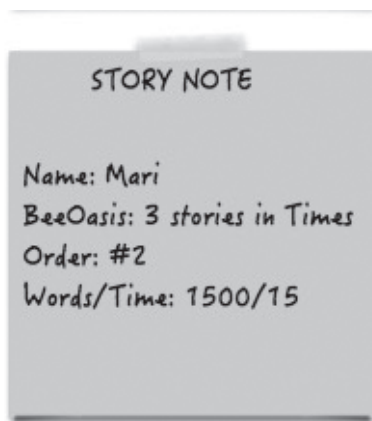 STORY NOTE
Name: Mari
BeeOasis: 3 stories in Times
Order: #2
Words/Time: 1500/15